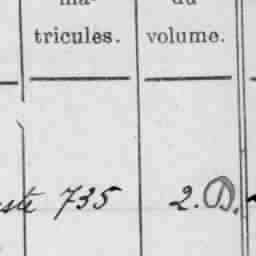 ma- du
tricules. volume.
735 2. D.